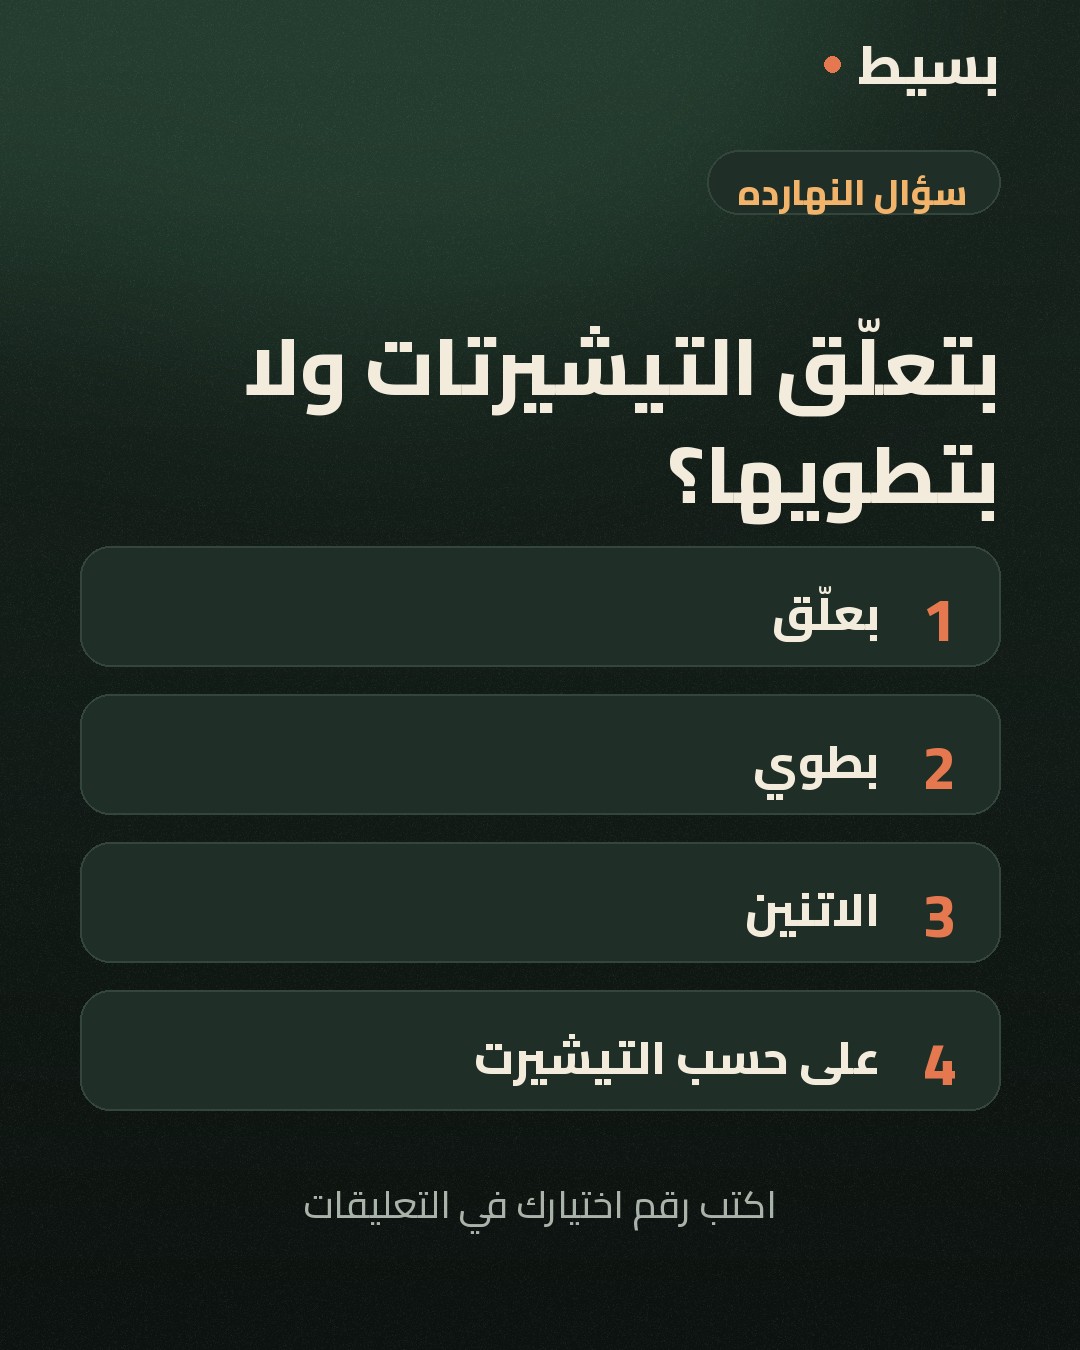 بسيط
سؤال النهارده
بتعلّق التيشيرتات ولا
بتطويها؟
1 بعلّق
2 بطوي
3 الاتنين
4 على حسب التيشيرت
اكتب رقم اختيارك في التعليقات